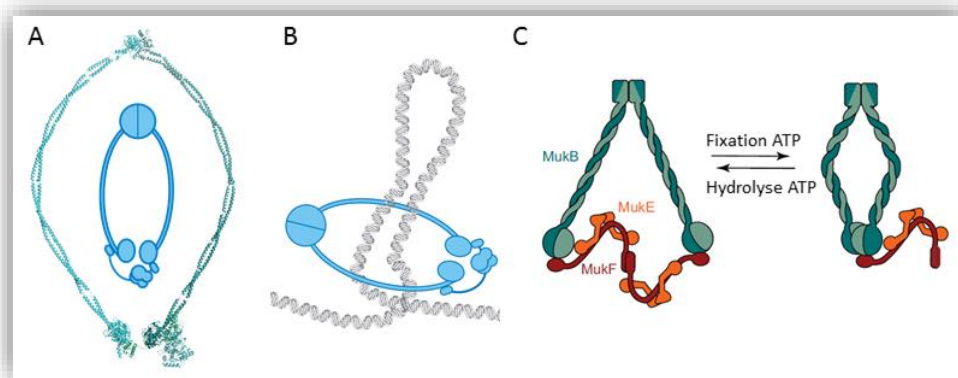 A
B
C
MukB
MukE
MukF
Fixation ATP
Hydrolyse ATP